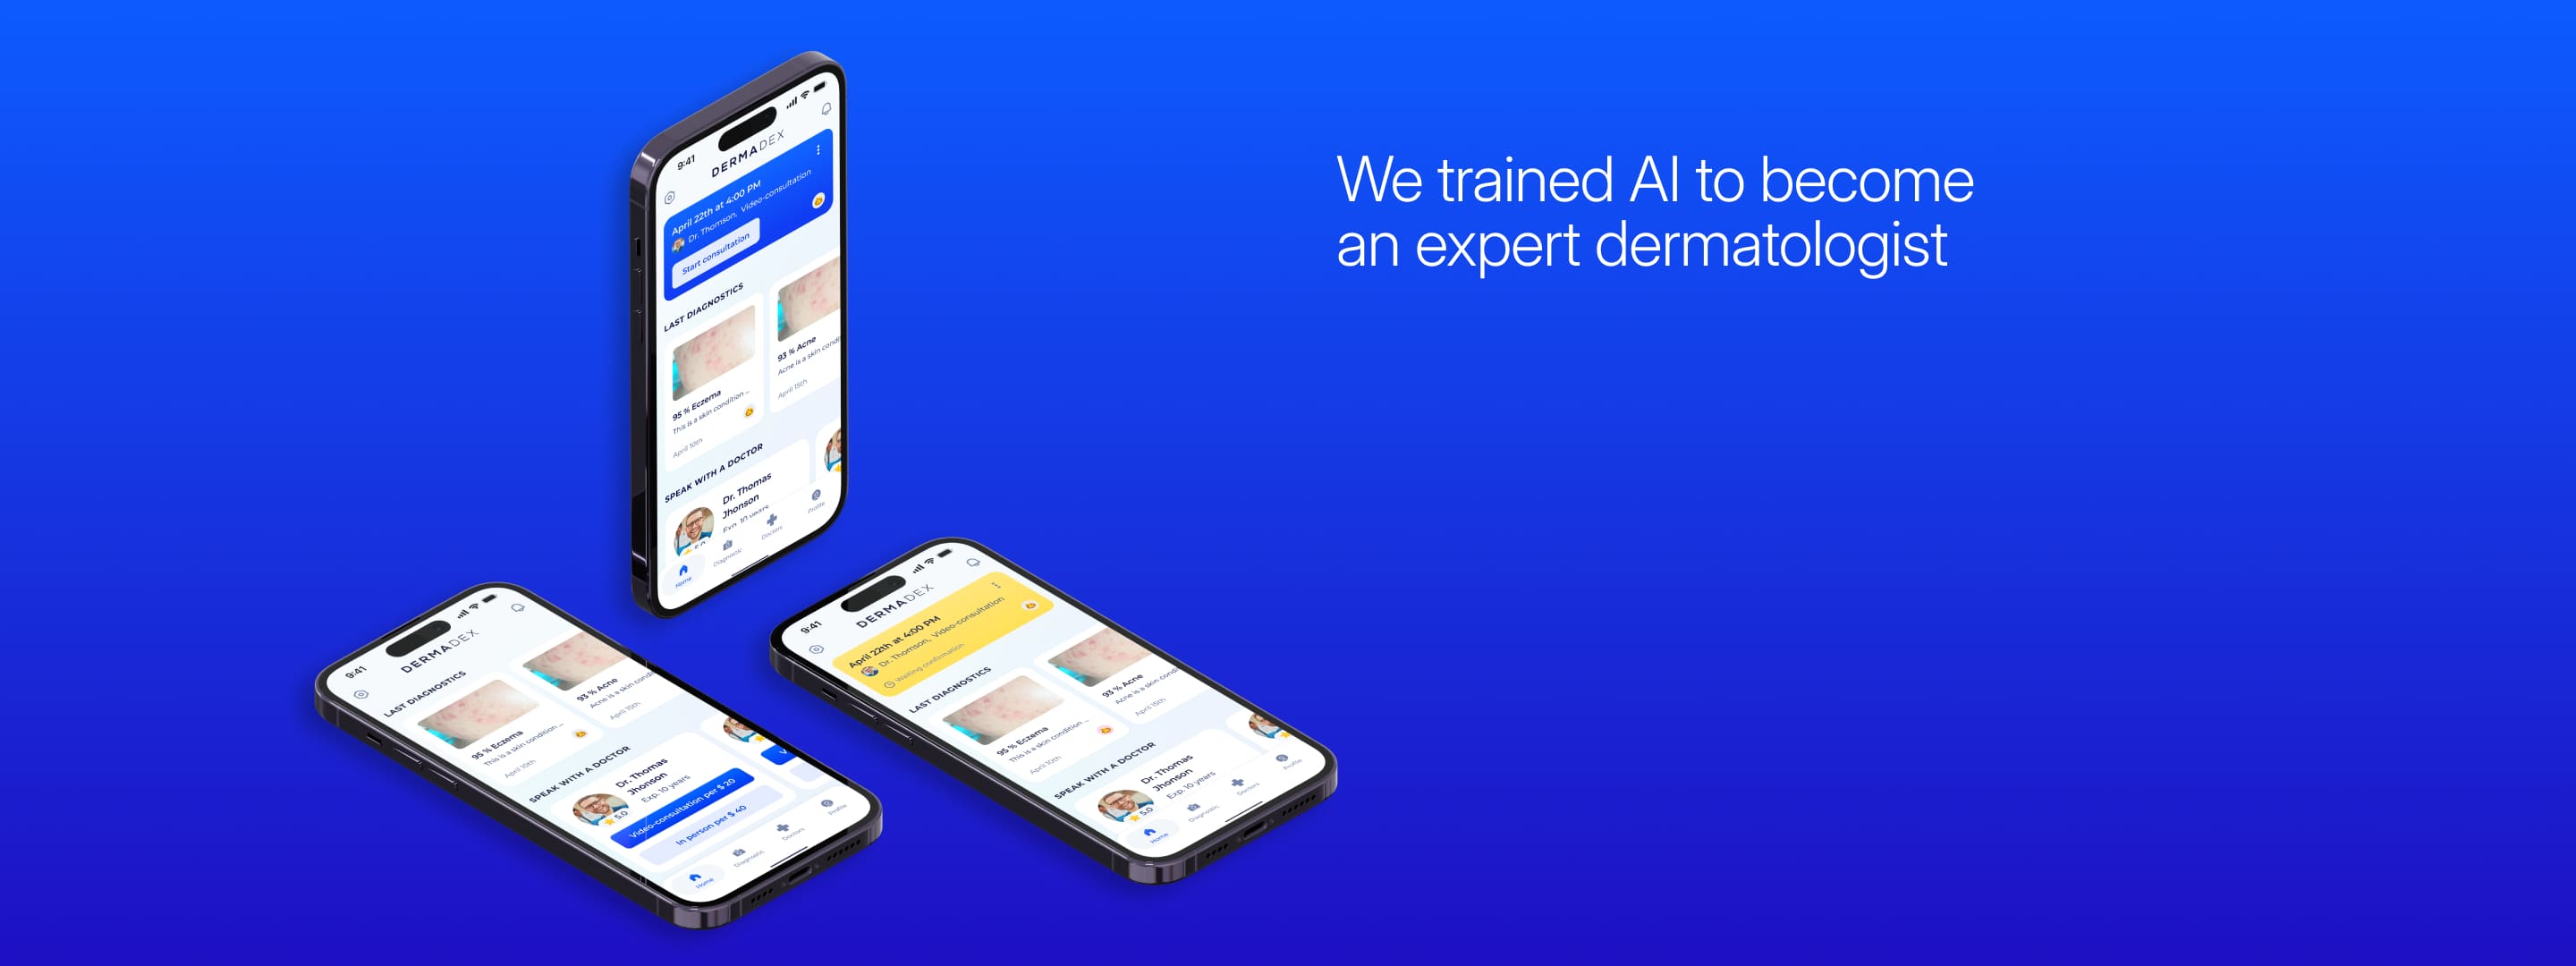 We trained AI to become
an expert dermatologist
9:41
DERMADEX
April 22th at 4:00 PM
Dr. Thomson, Video-consultation
Start consultation
LAST DIAGNOSTICS
95 % Eczema
This is a skin condition ...
April 10th
93 % Acne
Acne is a skin condi
April 15th
SPEAK WITH A DOCTOR
Dr. Thomas
Jhonson
Exp. 10 years
5.0
Home
Diagnostic
Doctors
Profile
9:41
DERMADEX
LAST DIAGNOSTICS
95 % Eczema
This is a skin condition ...
April 10th
93 % Acne
Acne is a skin condi
April 15th
SPEAK WITH A DOCTOR
Dr. Thomas
Jhonson
Exp. 10 years
5.0
Video-consultation per $ 20
In person per $ 40
V
Home
Diagnostic
Doctors
Profile
9:41
DERMADEX
April 22th at 4:00 PM
Dr. Thomson, Video-consultation
Waiting confirmation
LAST DIAGNOSTICS
95 % Eczema
This is a skin condition ...
April 10th
93 % Acne
Acne is a skin condi
April 15th
SPEAK WITH A DOCTOR
Dr. Thomas
Jhonson
Exp. 10 years
5.0
Home
Diagnostic
Doctors
Profile